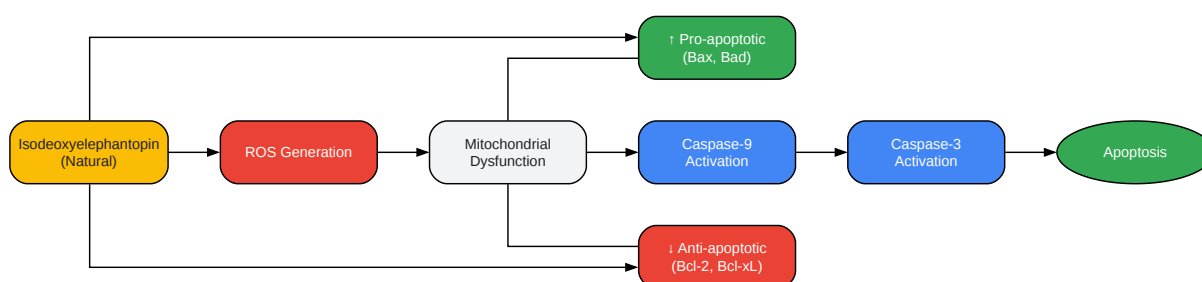 ↑ Pro-apoptotic
(Bax, Bad)
Isodeoxyelephantopin
(Natural)
ROS Generation
Mitochondrial
Dysfunction
Caspase-9
Activation
Caspase-3
Activation
Apoptosis
↓ Anti-apoptotic
(Bcl-2, Bcl-xL)